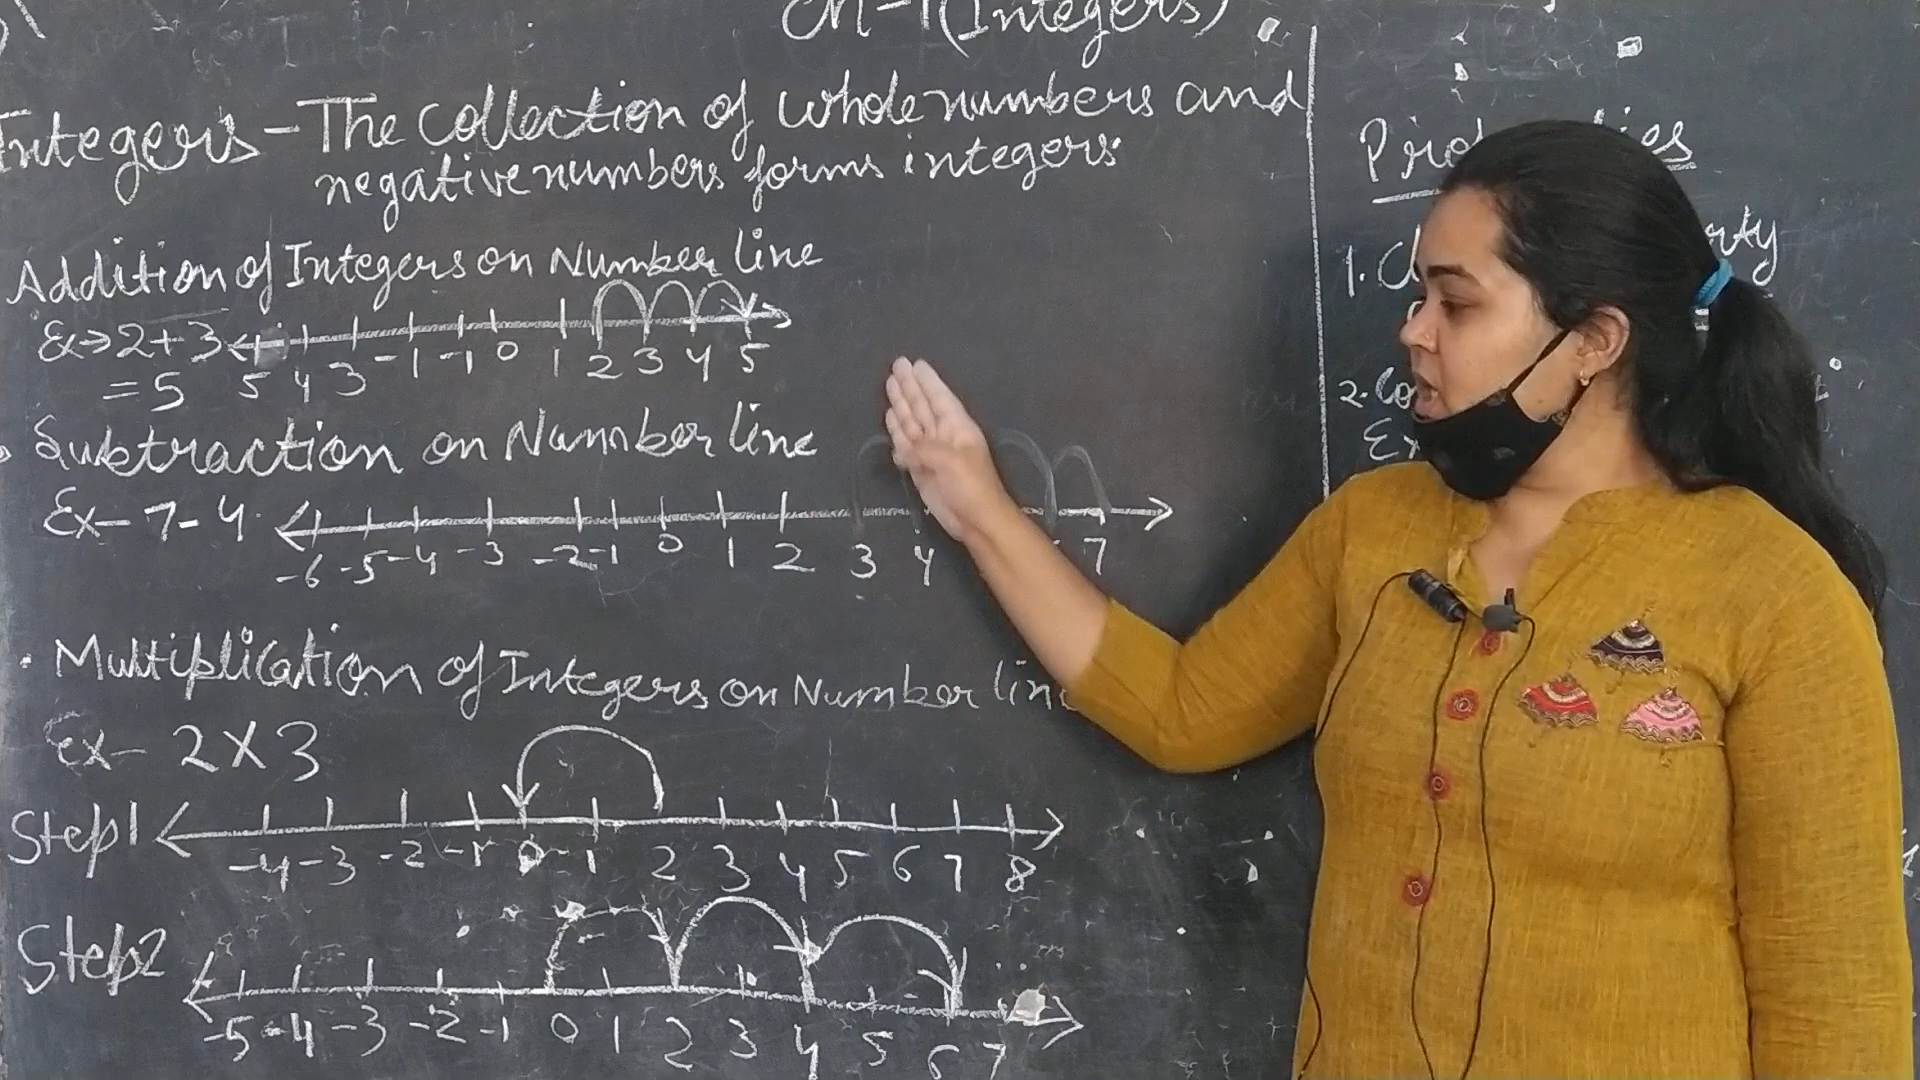 CH-1(Integers)
Integers - The collection of whole numbers and
negative numbers forms integers
Addition of Integers on Number line
Ex→2+3
5 4 3 -1 -1 0 1 2 3 4 5
= 5
Subtraction on Number line
Ex- 7-4
-6 -5 -4 -3 -2 -1 0 1 2 3 4 7
Multiplication of Integers on Number line
Ex- 2X3
Step1
-4 -3 -2 -1 0 1 2 3 4 5 6 7 8
Step2
-5 -4 -3 -2 -1 0 1 2 3 4 5 6 7
1.
2.
Ex